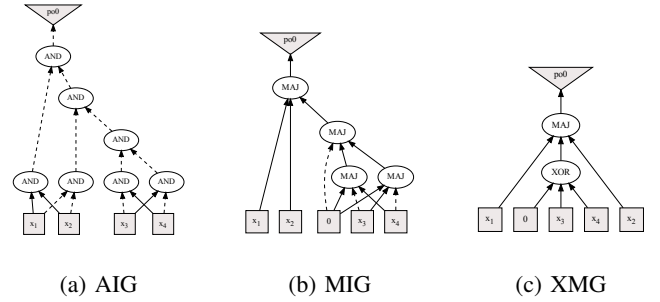 po0
AND
AND
AND
AND AND AND AND
x1 x2 x3 x4
(a) AIG
po0
MAJ
MAJ
MAJ MAJ
x1 x2 0 x3 x4
(b) MIG
po0
MAJ
XOR
x1 0 x3 x4 x2
(c) XMG